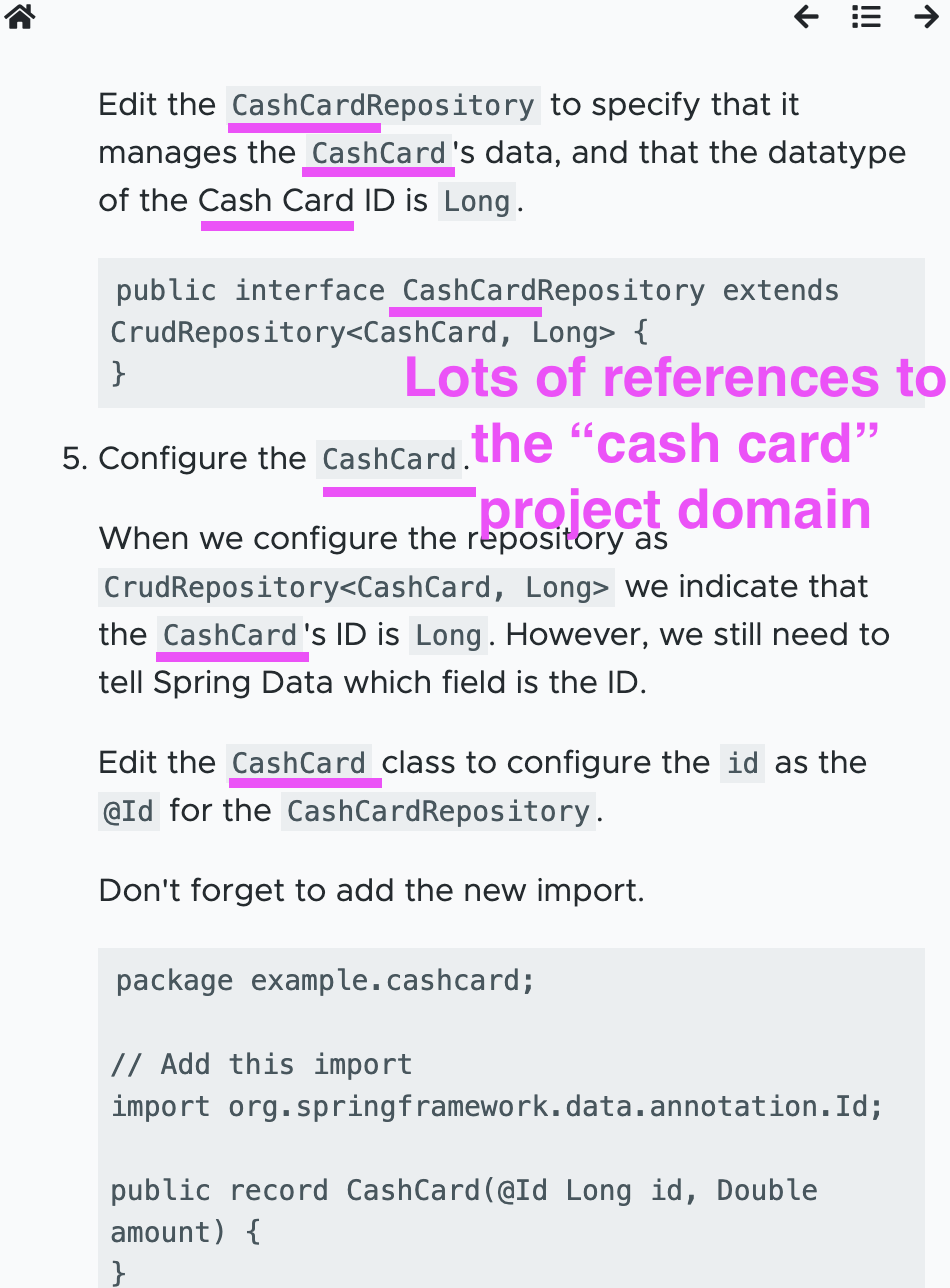 Edit the CashCardRepository to specify that it
manages the CashCard's data, and that the datatype
of the Cash Card ID is Long.
public interface CashCardRepository extends
CrudRepository<CashCard, Long> {
}
Lots of references to
the “cash card”
project domain
5. Configure the CashCard.
When we configure the repository as
CrudRepository<CashCard, Long> we indicate that
the CashCard's ID is Long. However, we still need to
tell Spring Data which field is the ID.
Edit the CashCard class to configure the id as the
@Id for the CashCardRepository.
Don't forget to add the new import.
package example.cashcard;
// Add this import
import org.springframework.data.annotation.Id;
public record CashCard(@Id Long id, Double
amount) {
}